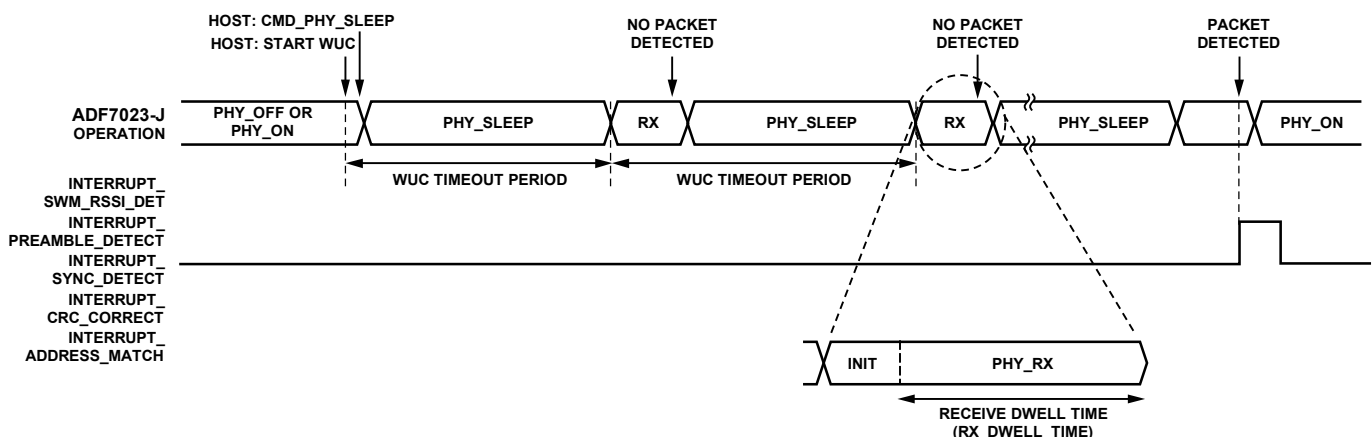 HOST: CMD_PHY_SLEEP
HOST: START WUC
NO PACKET
DETECTED
NO PACKET
DETECTED
PACKET
DETECTED
ADF7023-J
OPERATION
PHY_OFF OR
PHY_ON
PHY_SLEEP
RX
PHY_SLEEP
RX
PHY_SLEEP
PHY_ON
WUC TIMEOUT PERIOD
WUC TIMEOUT PERIOD
INTERRUPT_
SWM_RSSI_DET
INTERRUPT_
PREAMBLE_DETECT
INTERRUPT_
SYNC_DETECT
INTERRUPT_
CRC_CORRECT
INTERRUPT_
ADDRESS_MATCH
INIT
PHY_RX
RECEIVE DWELL TIME
(RX_DWELL_TIME)